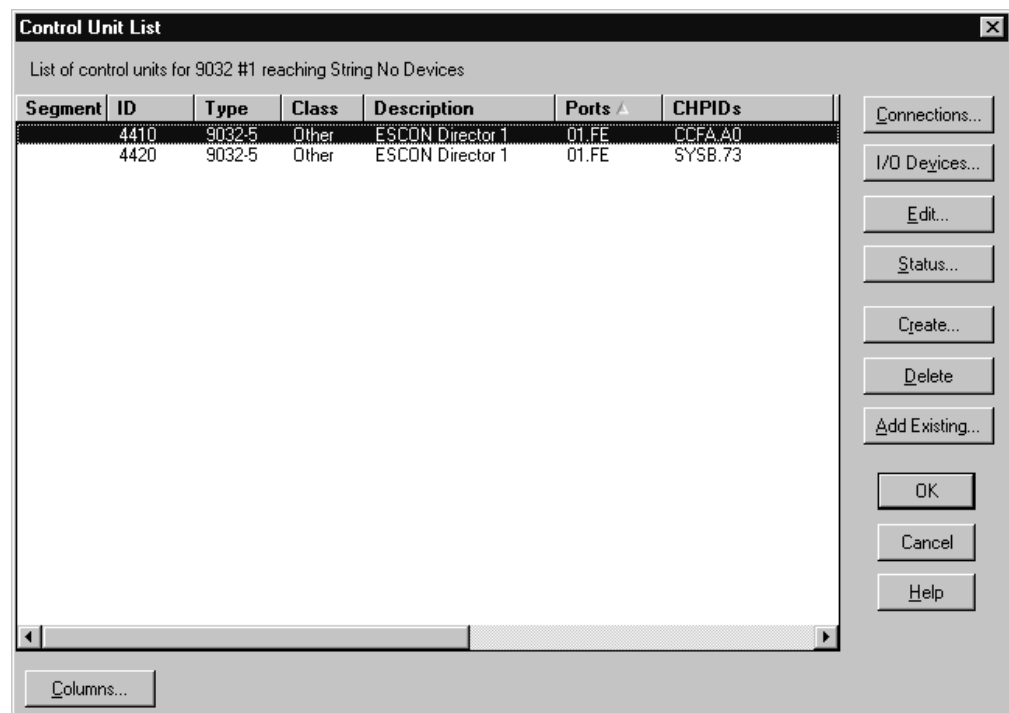 Control Unit List
List of control units for 9032 #1 reaching String No Devices
Segment ID Type Class Description Ports CHPIDs
4410 9032-5 Other ESCON Director 1 01.FE CCFA.A0
4420 9032-5 Other ESCON Director 1 01.FE SYSB.73
Connections...
I/O Devices...
Edit...
Status...
Create...
Delete
Add Existing...
OK
Cancel
Help
Columns...